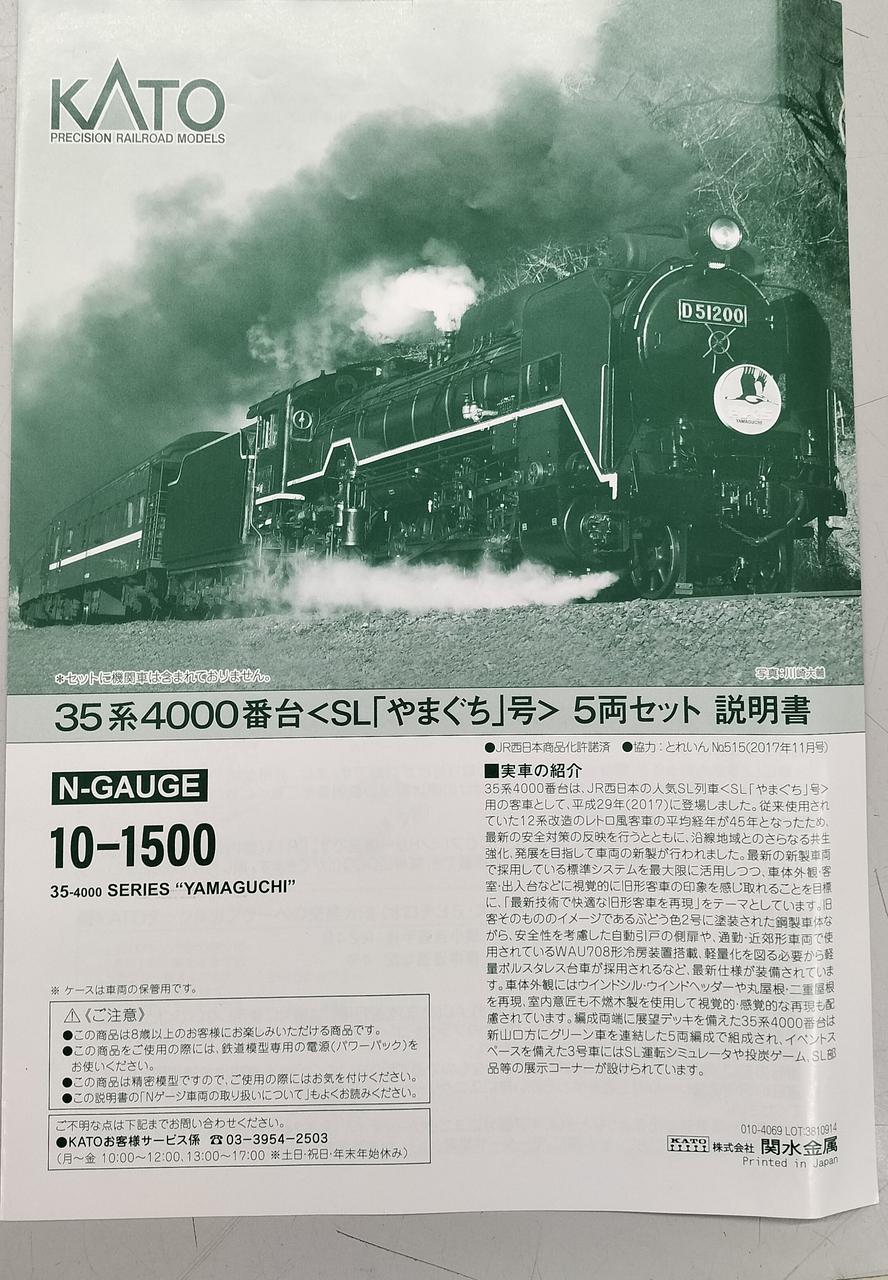 KATO
PRECISION RAILROAD MODELS
D51200
YAMAGUCHI
*セットに機関車は含まれておりません。
写真:川崎大輔
35系4000番台<SL「やまぐち」号> 5両セット 説明書
●JR西日本商品化許諾済 ●協力:とれいん No.515(2017年11月号)
N-GAUGE
10-1500
35-4000 SERIES “YAMAGUCHI”
■実車の紹介
35系4000番台は、JR西日本の人気SL列車<SL「やまぐち」号>
用の客車として、平成29年(2017)に登場しました。従来使用され
ていた12系改造のレトロ風客車の平均経年が45年となったため、
最新の安全対策の反映を行うとともに、沿線地域とのさらなる共生
強化、発展を目指して車両の新製が行われました。最新の新製車両
で採用している標準システムを最大限に活用しつつ、車体外観・客
室・出入台などに視覚的に旧形客車の印象を感じ取れることを目標
に、「最新技術で快適な旧形客車を再現」をテーマとしています。旧
客そのもののイメージであるぶどう色2号に塗装された鋼製車体な
がら、安全性を考慮した自動引戸の側扉や、通勤・近郊形車両で使
用されているWAU708形冷房装置搭載、軽量化を図る必要から軽
量ボルスタレス台車が採用されるなど、最新仕様が装備されていま
す。車体外観にはウインドシル・ウインドヘッダーや丸屋根・二重屋根
を再現、室内意匠も不燃木製を使用して視覚的・感覚的な再現も配
慮されています。編成両端に展望デッキを備えた35系4000番台は
新山口方にグリーン車を連結した5両編成で組成され、イベントス
ペースを備えた3号車にはSL運転シミュレータや投炭ゲーム、SL部
品等の展示コーナーが設けられています。
※ ケースは車両の保管用です。
⚠《ご注意》
●この商品は8歳以上のお客様にお楽しみいただける商品です。
●この商品をご使用の際には、鉄道模型専用の電源(パワーパック)を
お使いください。
●この商品は精密模型ですので、ご使用の際にはお気を付けください。
●この説明書の「Nゲージ車両の取り扱いについて」もよくお読みください。
ご不明な点は下記までお問い合わせください。
●KATOお客様サービス係 ☎03-3954-2503
(月~金 10:00~12:00、13:00~17:00 ※土日・祝日・年末年始休み)
010-4069 LOT:3810914
KATO 株式会社 関水金属
Printed in Japan